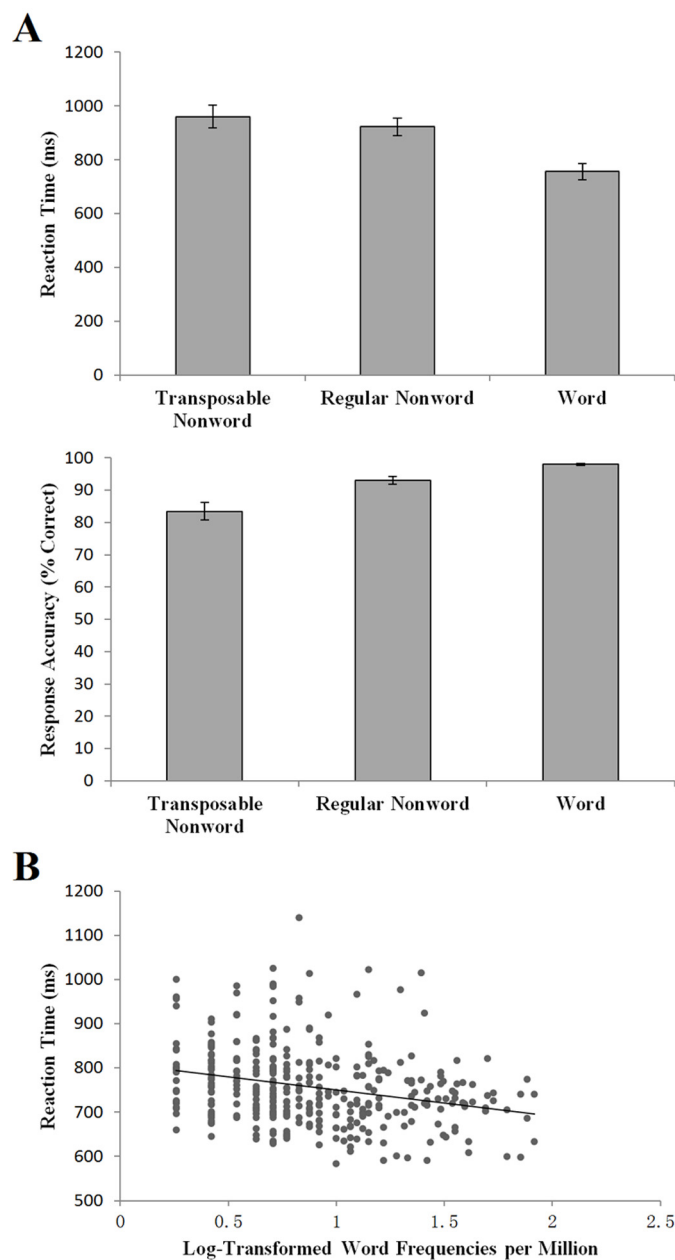 A
1200
1000
800
600
400
200
0
Reaction Time (ms)
Transposable Nonword
Regular Nonword
Word
100
90
80
70
60
50
40
30
20
10
0
Response Accuracy (% Correct)
Transposable Nonword
Regular Nonword
Word
B
1200
1100
1000
900
800
700
600
500
Reaction Time (ms)
0 0.5 1 1.5 2 2.5
Log-Transformed Word Frequencies per Million